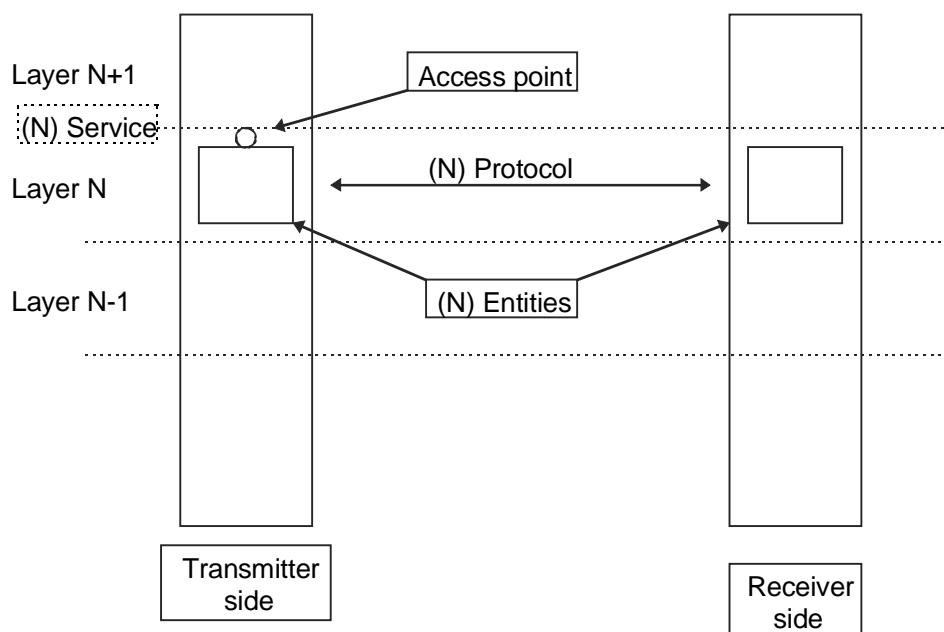 Layer N+1
Access point
(N) Service
(N) Protocol
Layer N
Layer N-1
(N) Entities
Transmitter
side
Receiver
side